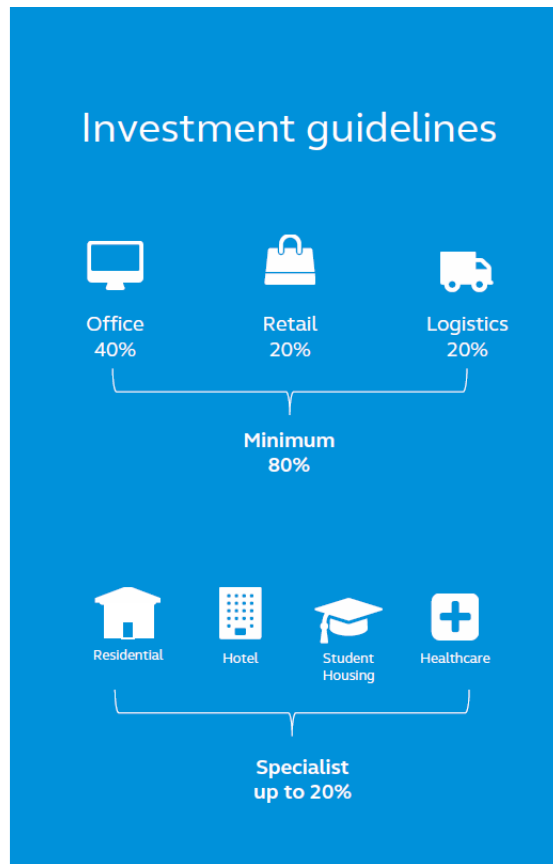 Investment guidelines
Office
40%
Retail
20%
Logistics
20%
Minimum
80%
Residential
Hotel
Student
Housing
Healthcare
Specialist
up to 20%